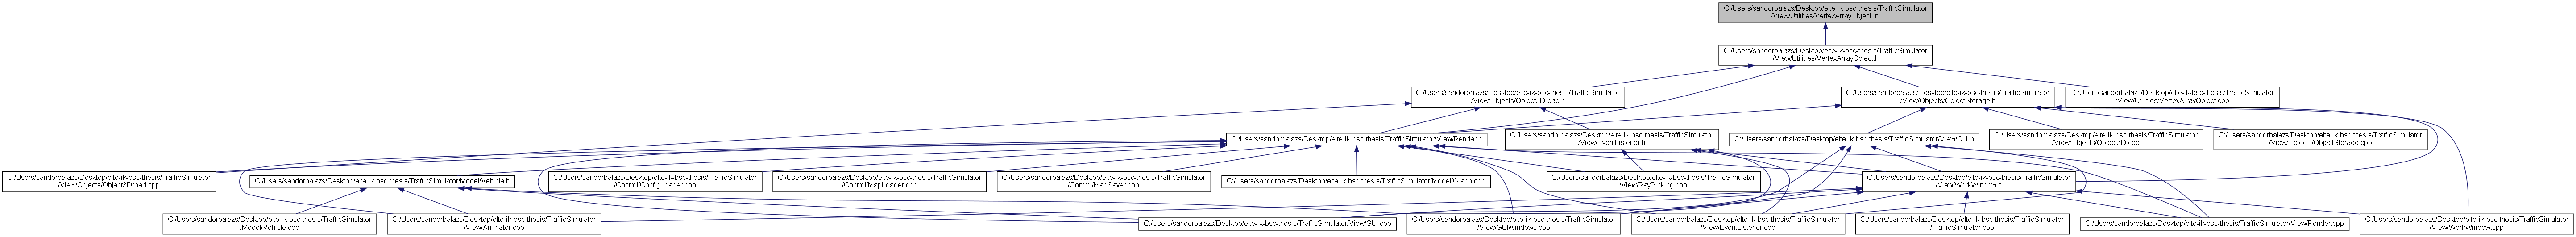 C:/Users/sandorbalazs/Desktop/elte-ik-bsc-thesis/TrafficSimulator
/View/Utilities/VertexArrayObject.inl
C:/Users/sandorbalazs/Desktop/elte-ik-bsc-thesis/TrafficSimulator
/View/Utilities/VertexArrayObject.h
C:/Users/sandorbalazs/Desktop/elte-ik-bsc-thesis/TrafficSimulator
/View/Objects/Object3Droad.h
C:/Users/sandorbalazs/Desktop/elte-ik-bsc-thesis/TrafficSimulator
/View/Objects/ObjectStorage.h
C:/Users/sandorbalazs/Desktop/elte-ik-bsc-thesis/TrafficSimulator
/View/Utilities/VertexArrayObject.cpp
C:/Users/sandorbalazs/Desktop/elte-ik-bsc-thesis/TrafficSimulator/View/Render.h
C:/Users/sandorbalazs/Desktop/elte-ik-bsc-thesis/TrafficSimulator
/View/EventListener.h
C:/Users/sandorbalazs/Desktop/elte-ik-bsc-thesis/TrafficSimulator/View/GUI.h
C:/Users/sandorbalazs/Desktop/elte-ik-bsc-thesis/TrafficSimulator
/View/Objects/Object3D.cpp
C:/Users/sandorbalazs/Desktop/elte-ik-bsc-thesis/TrafficSimulator
/View/Objects/ObjectStorage.cpp
C:/Users/sandorbalazs/Desktop/elte-ik-bsc-thesis/TrafficSimulator
/View/Objects/Object3Droad.cpp
C:/Users/sandorbalazs/Desktop/elte-ik-bsc-thesis/TrafficSimulator/Model/Vehicle.h
C:/Users/sandorbalazs/Desktop/elte-ik-bsc-thesis/TrafficSimulator
/Control/ConfigLoader.cpp
C:/Users/sandorbalazs/Desktop/elte-ik-bsc-thesis/TrafficSimulator
/Control/MapLoader.cpp
C:/Users/sandorbalazs/Desktop/elte-ik-bsc-thesis/TrafficSimulator
/Control/MapSaver.cpp
C:/Users/sandorbalazs/Desktop/elte-ik-bsc-thesis/TrafficSimulator/Model/Graph.cpp
C:/Users/sandorbalazs/Desktop/elte-ik-bsc-thesis/TrafficSimulator
/View/RayPicking.cpp
C:/Users/sandorbalazs/Desktop/elte-ik-bsc-thesis/TrafficSimulator
/View/WorkWindow.h
C:/Users/sandorbalazs/Desktop/elte-ik-bsc-thesis/TrafficSimulator
/Model/Vehicle.cpp
C:/Users/sandorbalazs/Desktop/elte-ik-bsc-thesis/TrafficSimulator
/View/Animator.cpp
C:/Users/sandorbalazs/Desktop/elte-ik-bsc-thesis/TrafficSimulator/View/GUI.cpp
C:/Users/sandorbalazs/Desktop/elte-ik-bsc-thesis/TrafficSimulator
/View/GUIWindows.cpp
C:/Users/sandorbalazs/Desktop/elte-ik-bsc-thesis/TrafficSimulator
/View/EventListener.cpp
C:/Users/sandorbalazs/Desktop/elte-ik-bsc-thesis/TrafficSimulator
/TrafficSimulator.cpp
C:/Users/sandorbalazs/Desktop/elte-ik-bsc-thesis/TrafficSimulator/View/Render.cpp
C:/Users/sandorbalazs/Desktop/elte-ik-bsc-thesis/TrafficSimulator
/View/WorkWindow.cpp